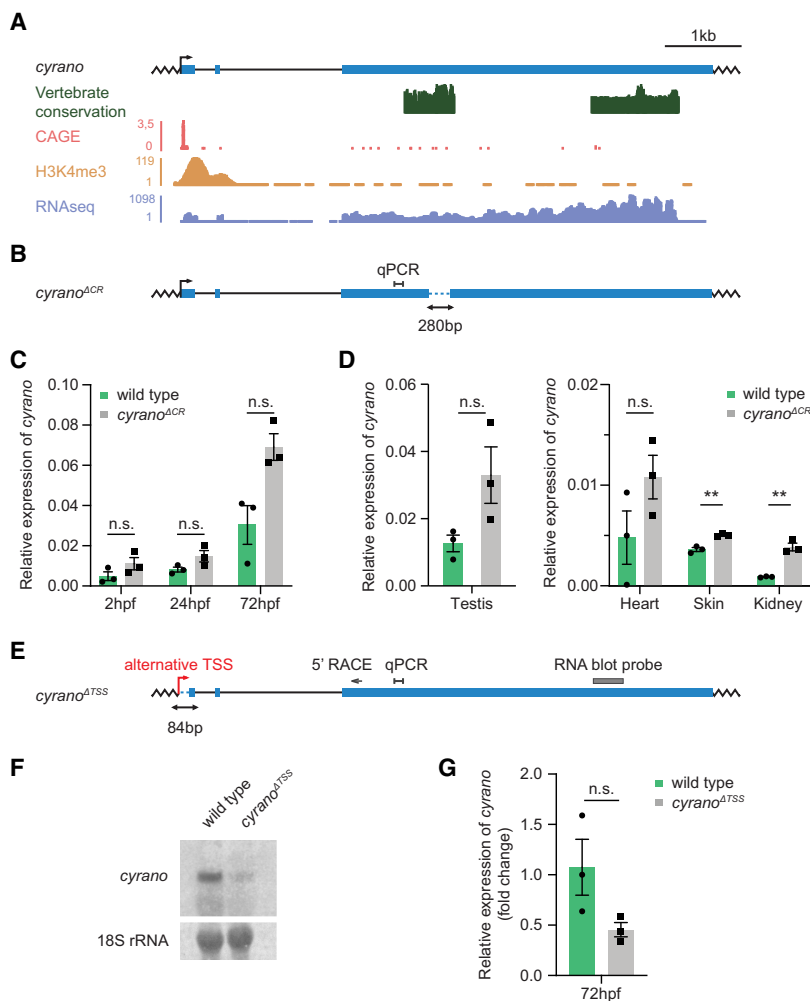 A
1kb
cyrano
Vertebrate
conservation
CAGE
3,5
0
H3K4me3
119
1
RNAseq
1098
1
B
qPCR
cyranoΔCR
280bp
C
Relative expression of cyrano
0.10
0.08
0.06
0.04
0.02
0.00
wild type
cyranoΔCR
n.s.
n.s.
n.s.
2hpf
24hpf
72hpf
D
Relative expression of cyrano
0.06
0.04
0.02
0.00
n.s.
Testis
Relative expression of cyrano
0.02
0.01
0.00
wild type
cyranoΔCR
n.s.
**
**
Heart
Skin
Kidney
E
alternative TSS
5' RACE
qPCR
RNA blot probe
cyranoΔTSS
84bp
F
wild type
cyranoΔTSS
cyrano
18S rRNA
G
Relative expression of cyrano
(fold change)
2.0
1.5
1.0
0.5
0.0
n.s.
wild type
cyranoΔTSS
72hpf